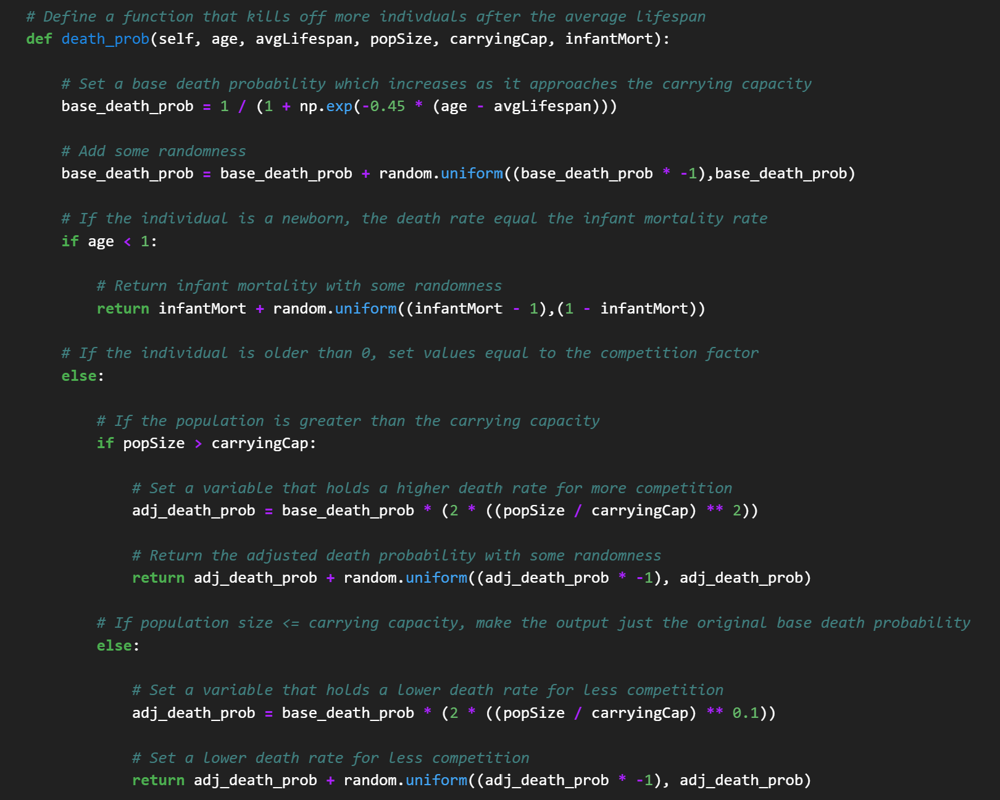 # Define a function that kills off more indivduals after the average lifespan
def death_prob(self, age, avgLifespan, popSize, carryingCap, infantMort):
# Set a base death probability which increases as it approaches the carrying capacity
base_death_prob = 1 / (1 + np.exp(-0.45 * (age - avgLifespan)))
# Add some randomness
base_death_prob = base_death_prob + random.uniform((base_death_prob * -1),base_death_prob)
# If the individual is a newborn, the death rate equal the infant mortality rate
if age < 1:
# Return infant mortality with some randomness
return infantMort + random.uniform((infantMort - 1),(1 - infantMort))
# If the individual is older than 0, set values equal to the competition factor
else:
# If the population is greater than the carrying capacity
if popSize > carryingCap:
# Set a variable that holds a higher death rate for more competition
adj_death_prob = base_death_prob * (2 * ((popSize / carryingCap) ** 2))
# Return the adjusted death probability with some randomness
return adj_death_prob + random.uniform((adj_death_prob * -1), adj_death_prob)
# If population size <= carrying capacity, make the output just the original base death probability
else:
# Set a variable that holds a lower death rate for less competition
adj_death_prob = base_death_prob * (2 * ((popSize / carryingCap) ** 0.1))
# Set a lower death rate for less competition
return adj_death_prob + random.uniform((adj_death_prob * -1), adj_death_prob)